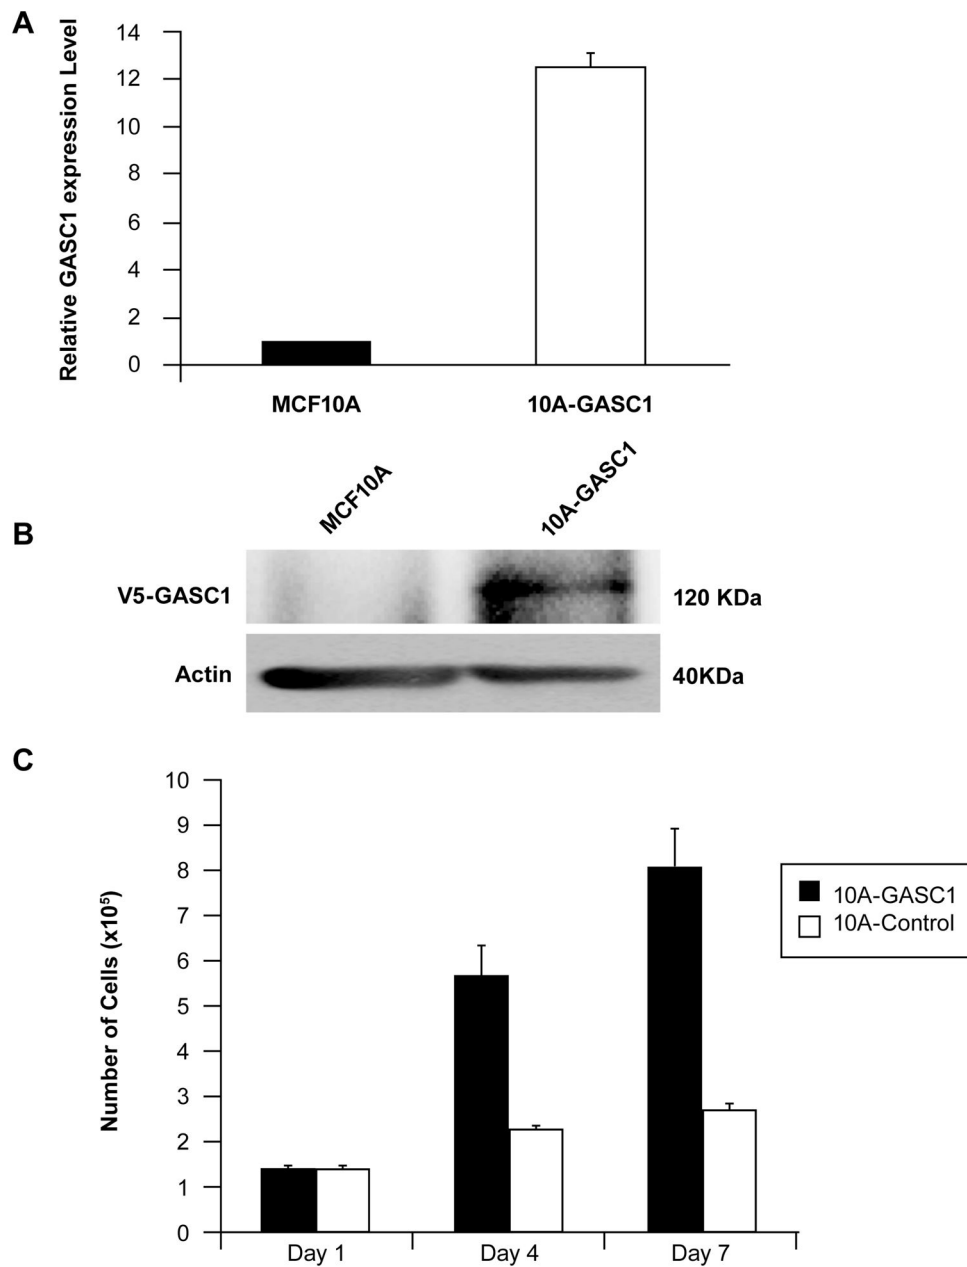 A
Relative GASC1 expression Level
14
12
10
8
6
4
2
0
MCF10A 10A-GASC1
B
MCF10A 10A-GASC1
V5-GASC1 120 KDa
Actin 40KDa
C
Number of Cells (x10⁵)
10
9
8
7
6
5
4
3
2
1
0
Day 1 Day 4 Day 7
10A-GASC1
10A-Control